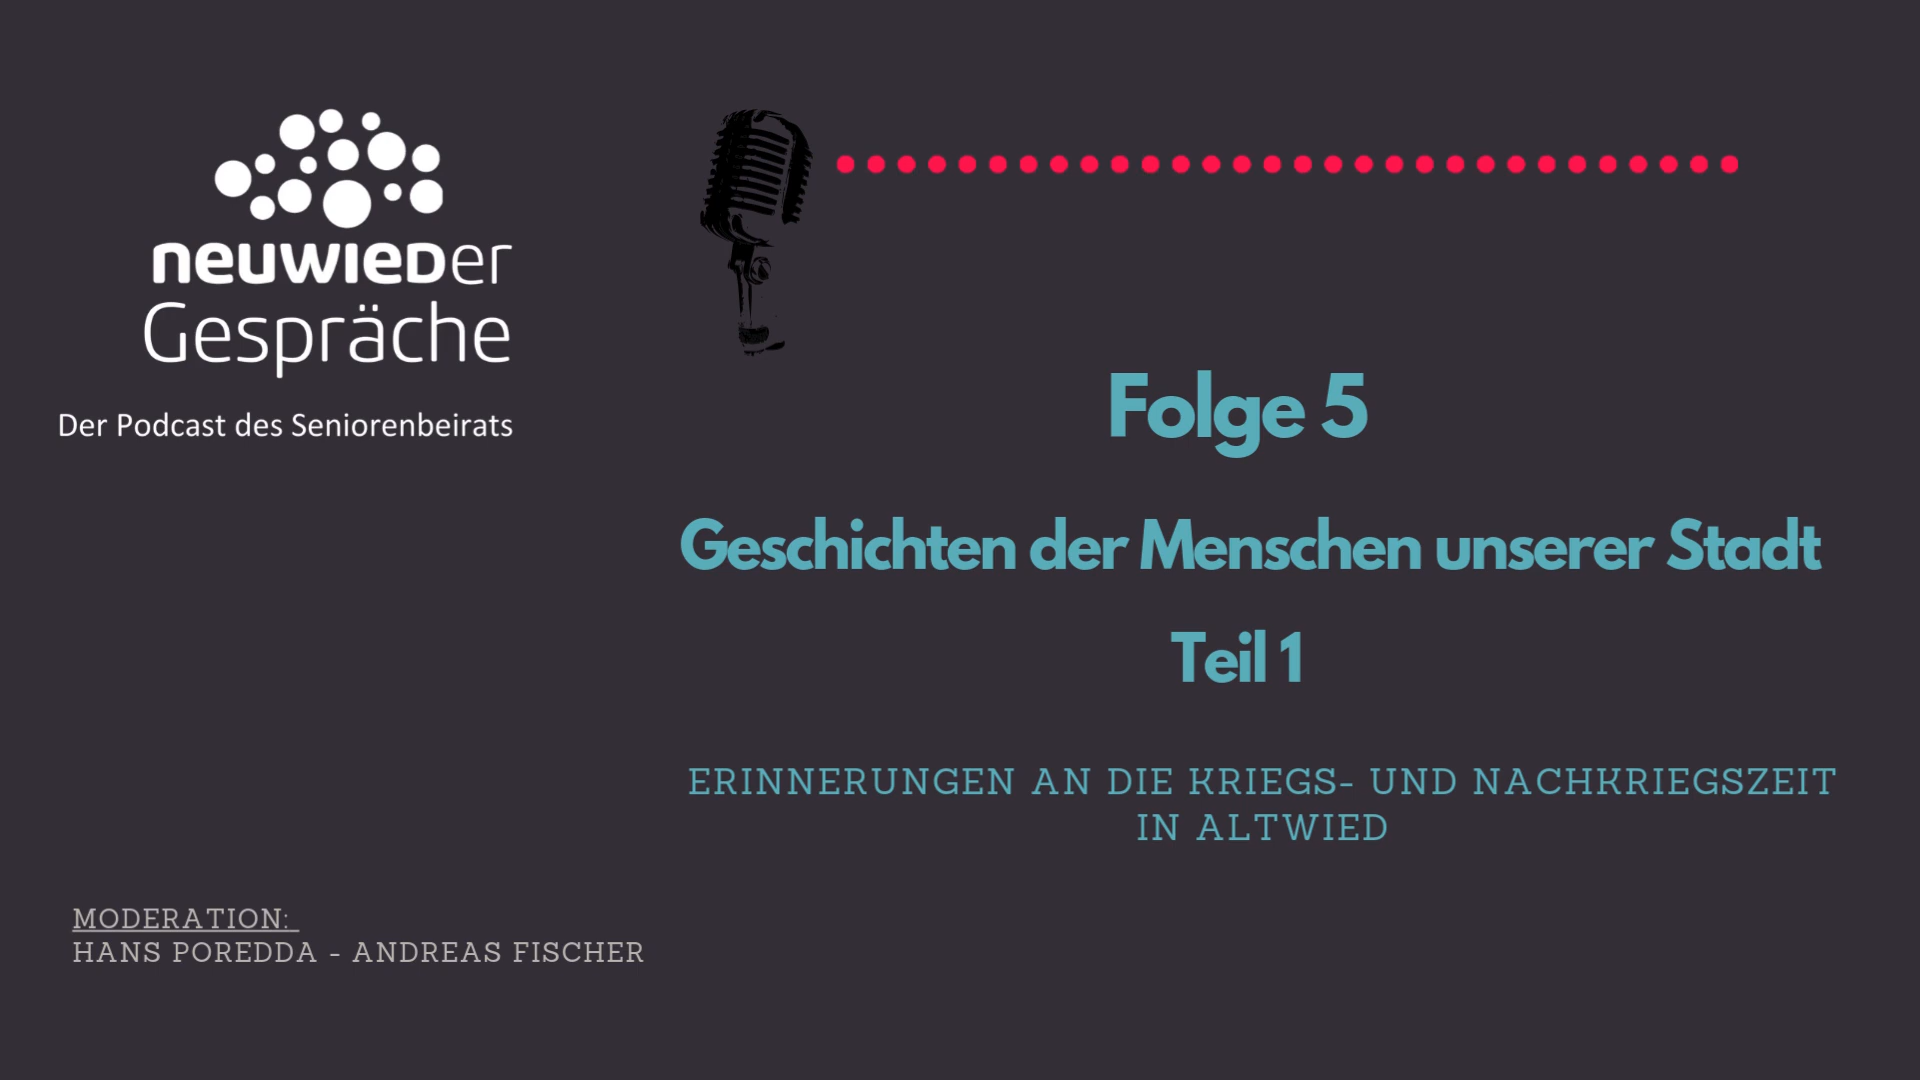 neuwieder
Gespräche
Der Podcast des Seniorenbeirats
Folge 5
Geschichten der Menschen unserer Stadt
Teil 1
ERINNERUNGEN AN DIE KRIEGS- UND NACHKRIEGSZEIT
IN ALTWIED
MODERATION:
HANS POREDDA - ANDREAS FISCHER